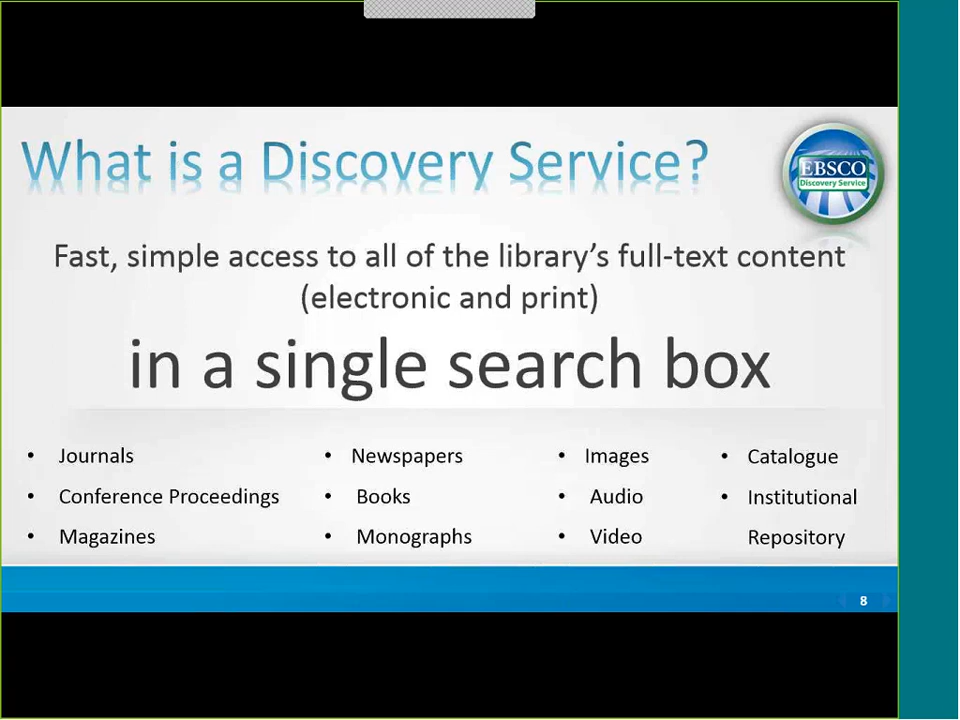 What is a Discovery Service?
EBSCO
Discovery Service
Fast, simple access to all of the library’s full-text content
(electronic and print)
in a single search box
• Journals
• Conference Proceedings
• Magazines
• Newspapers
• Books
• Monographs
• Images
• Audio
• Video
• Catalogue
• Institutional
Repository
8